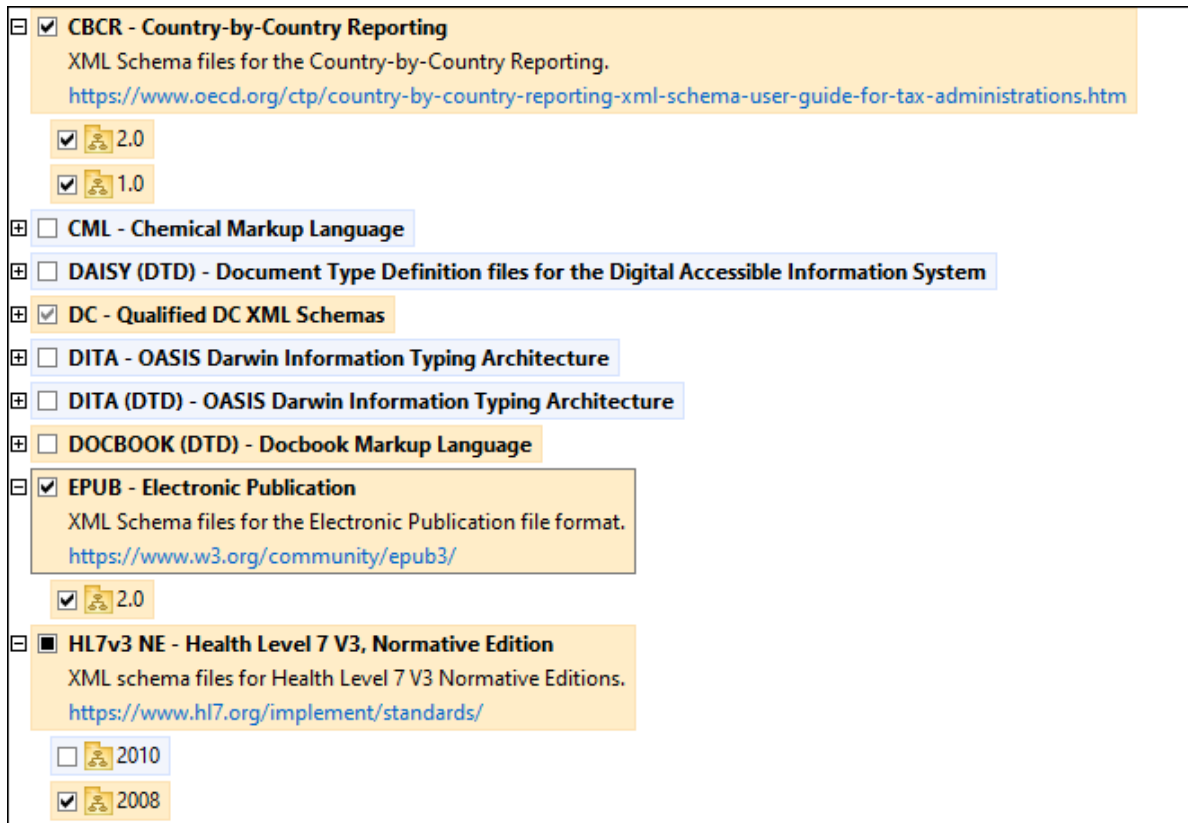 CBCR - Country-by-Country Reporting
XML Schema files for the Country-by-Country Reporting.
https://www.oecd.org/ctp/country-by-country-reporting-xml-schema-user-guide-for-tax-administrations.htm
2.0
1.0
CML - Chemical Markup Language
DAISY (DTD) - Document Type Definition files for the Digital Accessible Information System
DC - Qualified DC XML Schemas
DITA - OASIS Darwin Information Typing Architecture
DITA (DTD) - OASIS Darwin Information Typing Architecture
DOCBOOK (DTD) - Docbook Markup Language
EPUB - Electronic Publication
XML Schema files for the Electronic Publication file format.
https://www.w3.org/community/epub3/
2.0
HL7v3 NE - Health Level 7 V3, Normative Edition
XML schema files for Health Level 7 V3 Normative Editions.
https://www.hl7.org/implement/standards/
2010
2008